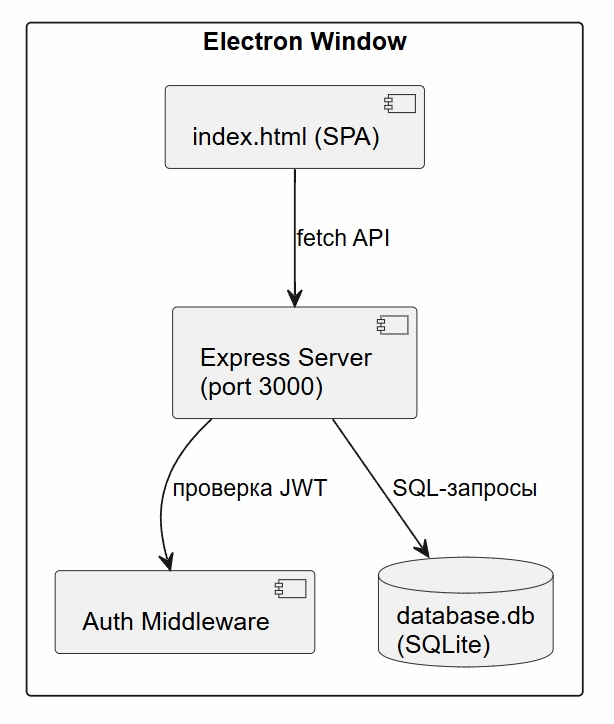 Electron Window
index.html (SPA)
fetch API
Express Server
(port 3000)
проверка JWT
SQL-запросы
Auth Middleware
database.db
(SQLite)